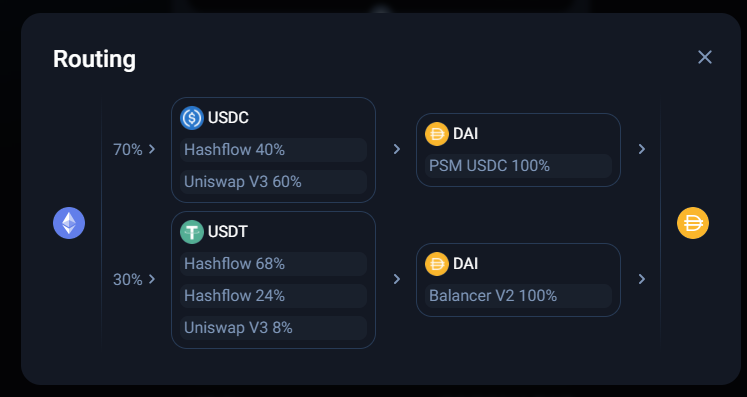 Routing
70%
USDC
Hashflow 40%
Uniswap V3 60%
DAI
PSM USDC 100%
30%
USDT
Hashflow 68%
Hashflow 24%
Uniswap V3 8%
DAI
Balancer V2 100%